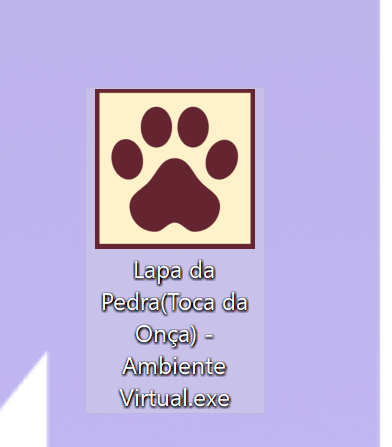 Lapa da
Pedra(Toca da
Onça) -
Ambiente
Virtual.exe